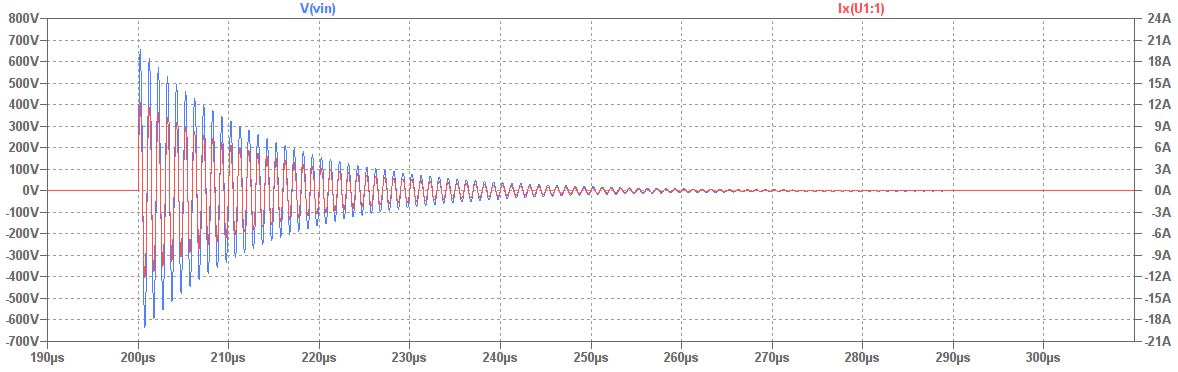 V(vin) Ix(U1:1)
800V 24A
700V 21A
600V 18A
500V 15A
400V 12A
300V 9A
200V 6A
100V 3A
0V 0A
-100V -3A
-200V -6A
-300V -9A
-400V -12A
-500V -15A
-600V -18A
-700V -21A
190µs 200µs 210µs 220µs 230µs 240µs 250µs 260µs 270µs 280µs 290µs 300µs